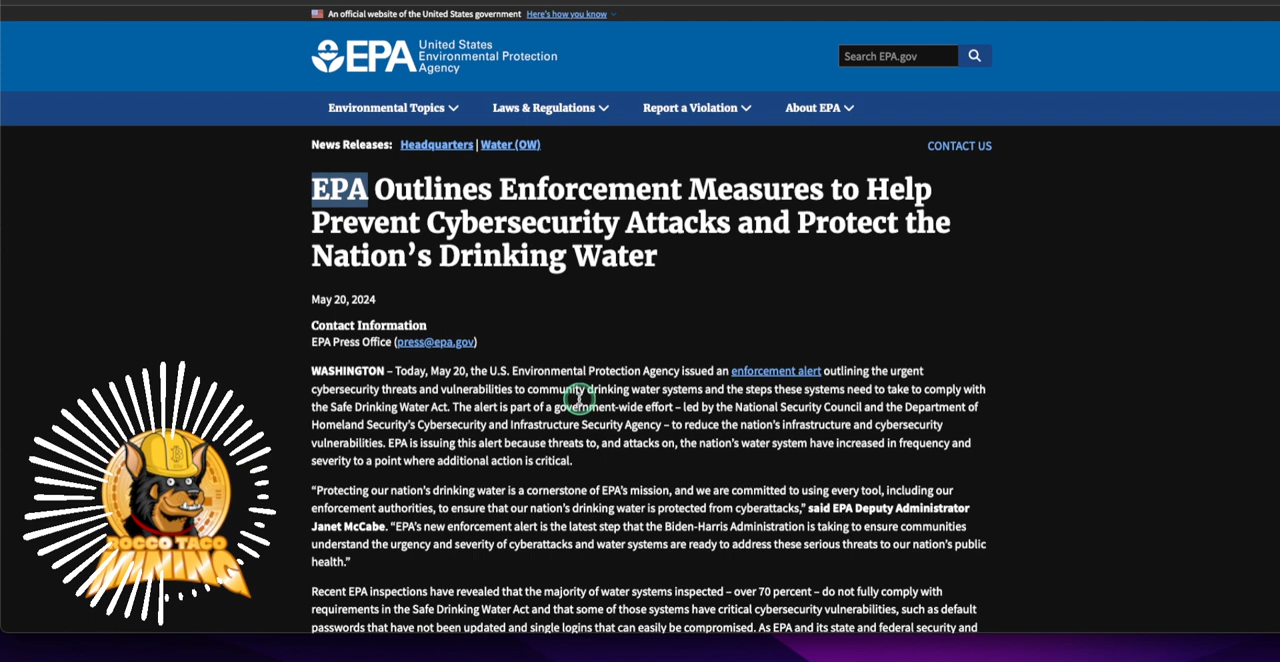 An official website of the United States government Here's how you know
EPA United States
Environmental Protection
Agency
Search EPA.gov
Environmental Topics Laws & Regulations Report a Violation About EPA
News Releases: Headquarters | Water (OW) CONTACT US
EPA Outlines Enforcement Measures to Help
Prevent Cybersecurity Attacks and Protect the
Nation’s Drinking Water
May 20, 2024
Contact Information
EPA Press Office (press@epa.gov)
WASHINGTON – Today, May 20, the U.S. Environmental Protection Agency issued an enforcement alert outlining the urgent
cybersecurity threats and vulnerabilities to community drinking water systems and the steps these systems need to take to comply with
the Safe Drinking Water Act. The alert is part of a government-wide effort – led by the National Security Council and the Department of
Homeland Security’s Cybersecurity and Infrastructure Security Agency – to reduce the nation’s infrastructure and cybersecurity
vulnerabilities. EPA is issuing this alert because threats to, and attacks on, the nation’s water system have increased in frequency and
severity to a point where additional action is critical.
“Protecting our nation’s drinking water is a cornerstone of EPA’s mission, and we are committed to using every tool, including our
enforcement authorities, to ensure that our nation’s drinking water is protected from cyberattacks,” said EPA Deputy Administrator
Janet McCabe. “EPA’s new enforcement alert is the latest step that the Biden-Harris Administration is taking to ensure communities
understand the urgency and severity of cyberattacks and water systems are ready to address these serious threats to our nation’s public
health.”
Recent EPA inspections have revealed that the majority of water systems inspected – over 70 percent – do not fully comply with
requirements in the Safe Drinking Water Act and that some of those systems have critical cybersecurity vulnerabilities, such as default
passwords that have not been updated and single logins that can easily be compromised. As EPA and its state and federal security and
ROCCO TACO
MINING